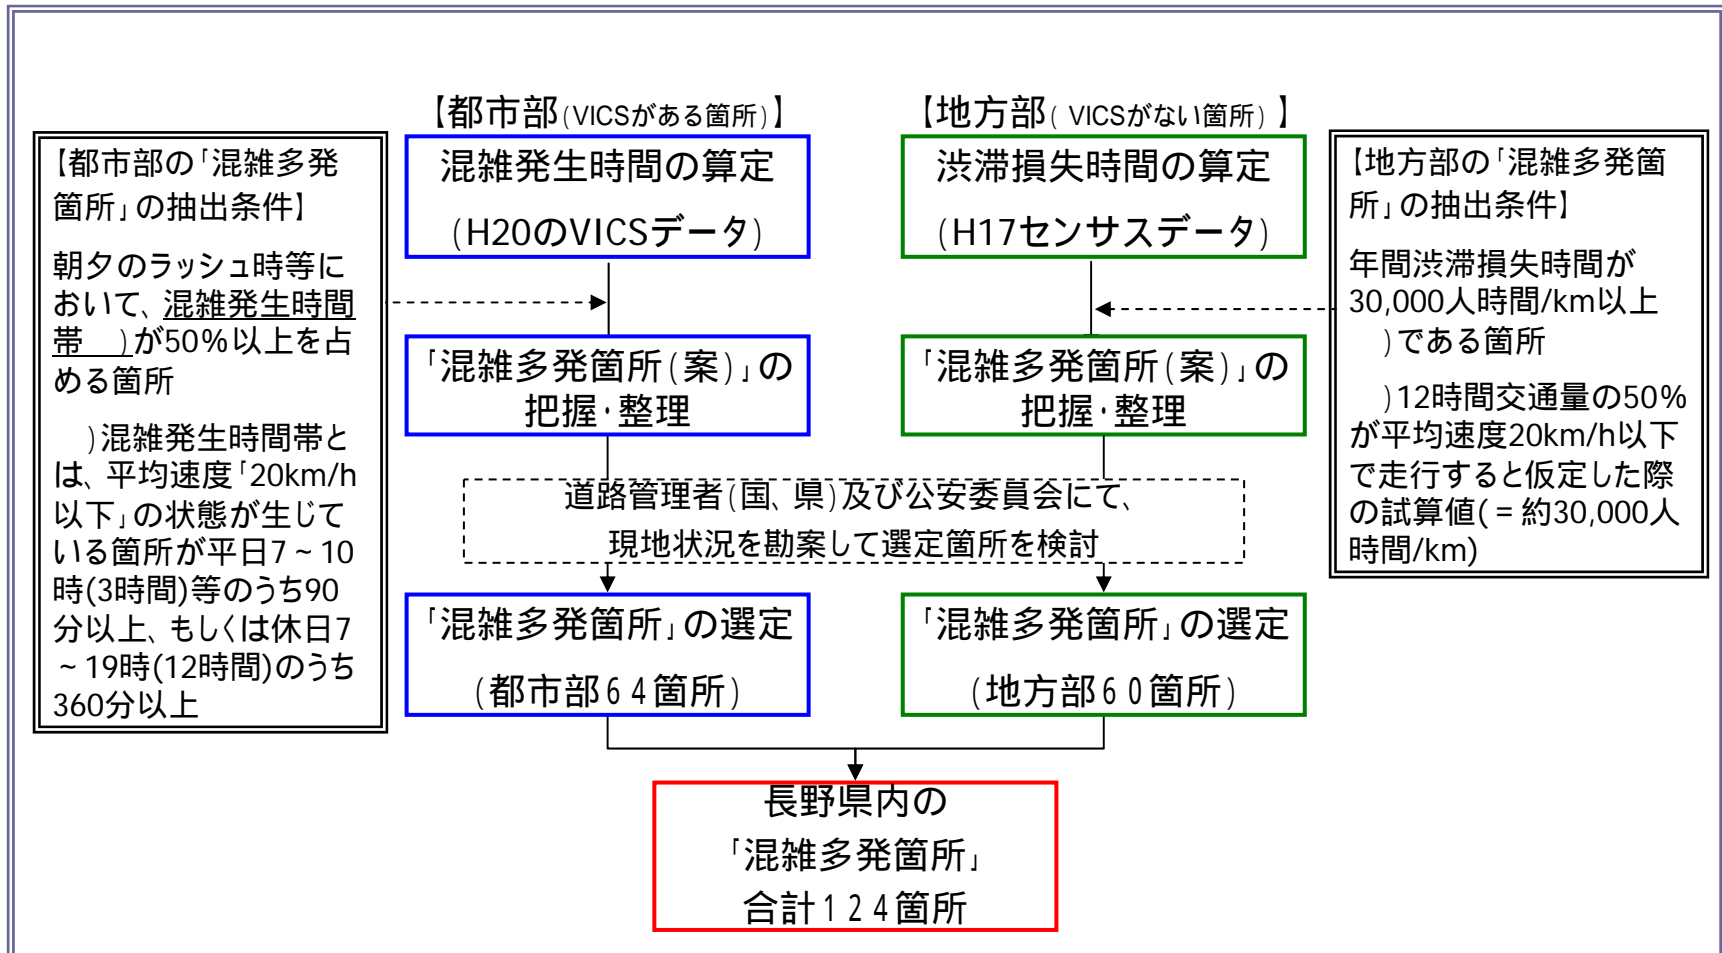 【都市部(VICSがある箇所)】
混雑発生時間の算定
(H20のVICSデータ)
【地方部( VICSがない箇所) 】
渋滞損失時間の算定
(H17センサスデータ)
【都市部の「混雑多発
箇所」の抽出条件】
朝夕のラッシュ時等に
おいて、混雑発生時間
帯　)が50%以上を占
める箇所
)混雑発生時間帯と
は、平均速度「20km/h
以下」の状態が生じて
いる箇所が平日7~10
時(3時間)等のうち90
分以上、もしくは休日7
~19時(12時間)のうち
360分以上
【地方部の「混雑多発箇
所」の抽出条件】
年間渋滞損失時間が
30,000人時間/km以上
)である箇所
)12時間交通量の50%
が平均速度20km/h以下
で走行すると仮定した際
の試算値(=約30,000人
時間/km)
「混雑多発箇所(案)」の
把握・整理
「混雑多発箇所(案)」の
把握・整理
道路管理者(国、県)及び公安委員会にて、
現地状況を勘案して選定箇所を検討
「混雑多発箇所」の選定
(都市部64箇所)
「混雑多発箇所」の選定
(地方部60箇所)
長野県内の
「混雑多発箇所」
合計124箇所